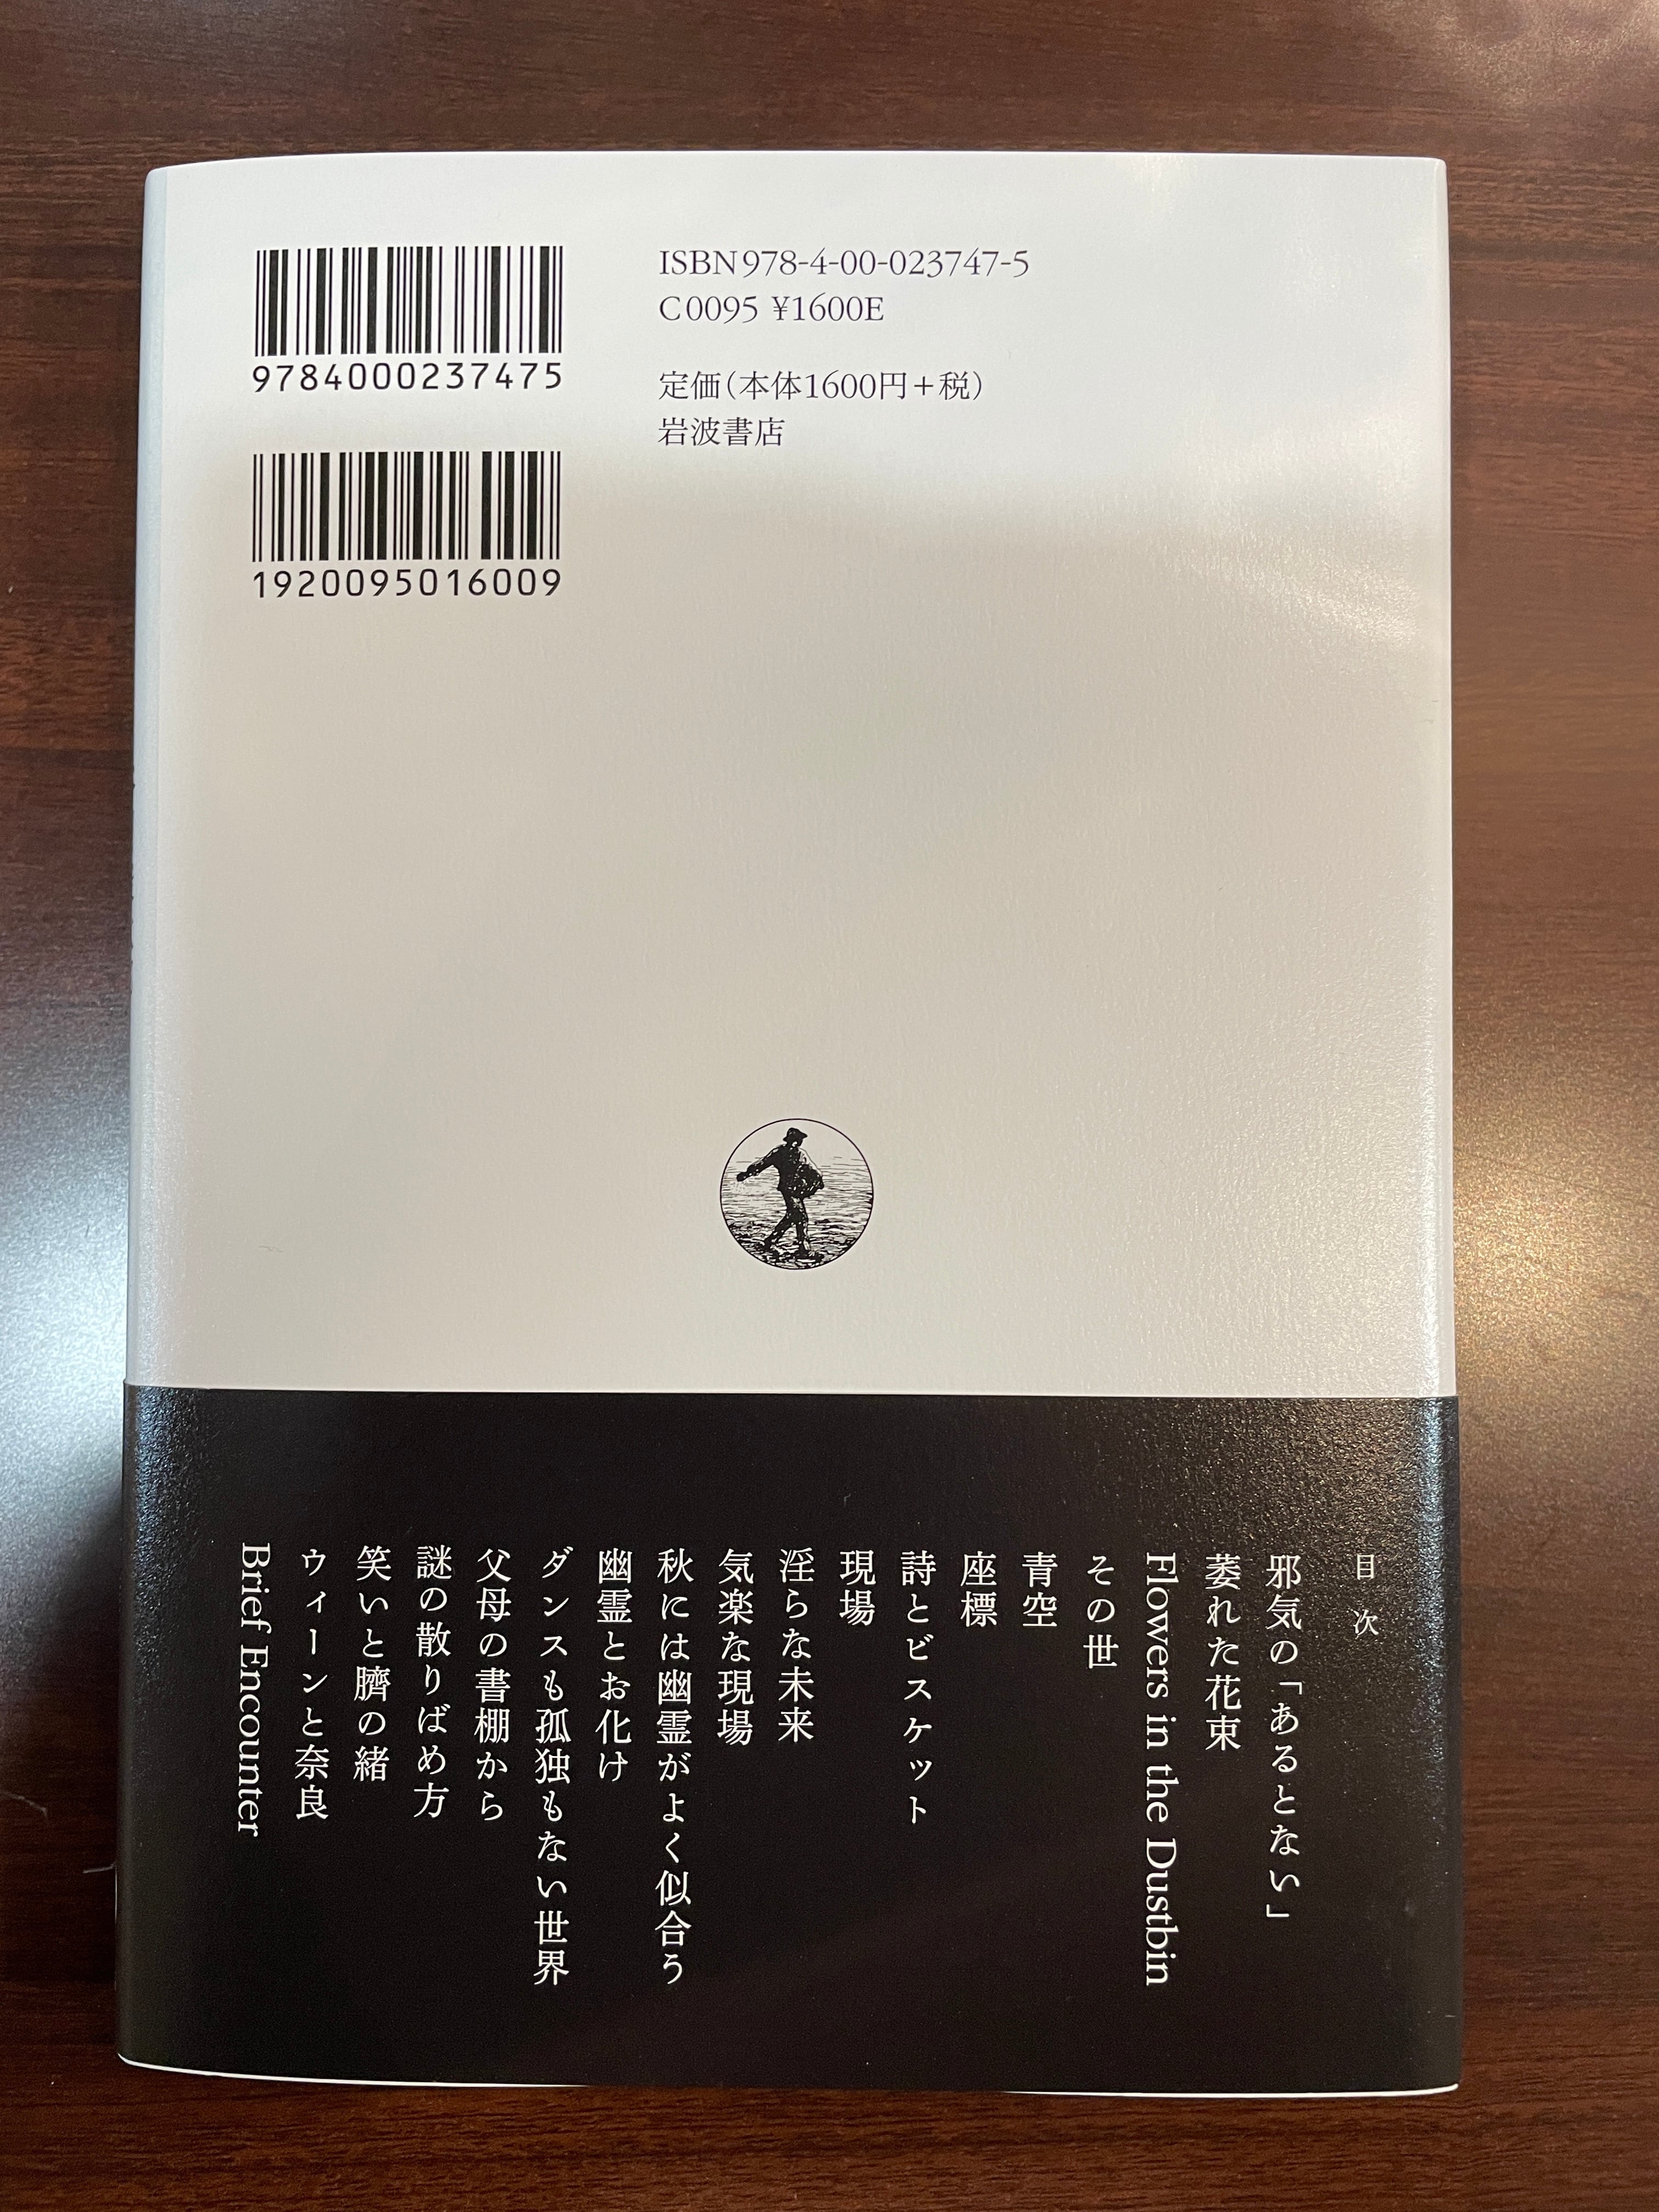 9784000237475
1920095016009
ISBN978-4-00-023747-5
C0095 ¥1600E
定価(本体1600円+税)
岩波書店
目次
邪気の「あるとない」
萎れた花束
Flowers in the Dustbin
その世
青空
座標
詩とビスケット
現場
淫らな未来
気楽な現場
秋には幽霊がよく似合う
幽霊とお化け
ダンスも孤独もない世界
父母の書棚から
謎の散りばめ方
笑いと臍の緒
ウィーンと奈良
Brief Encounter